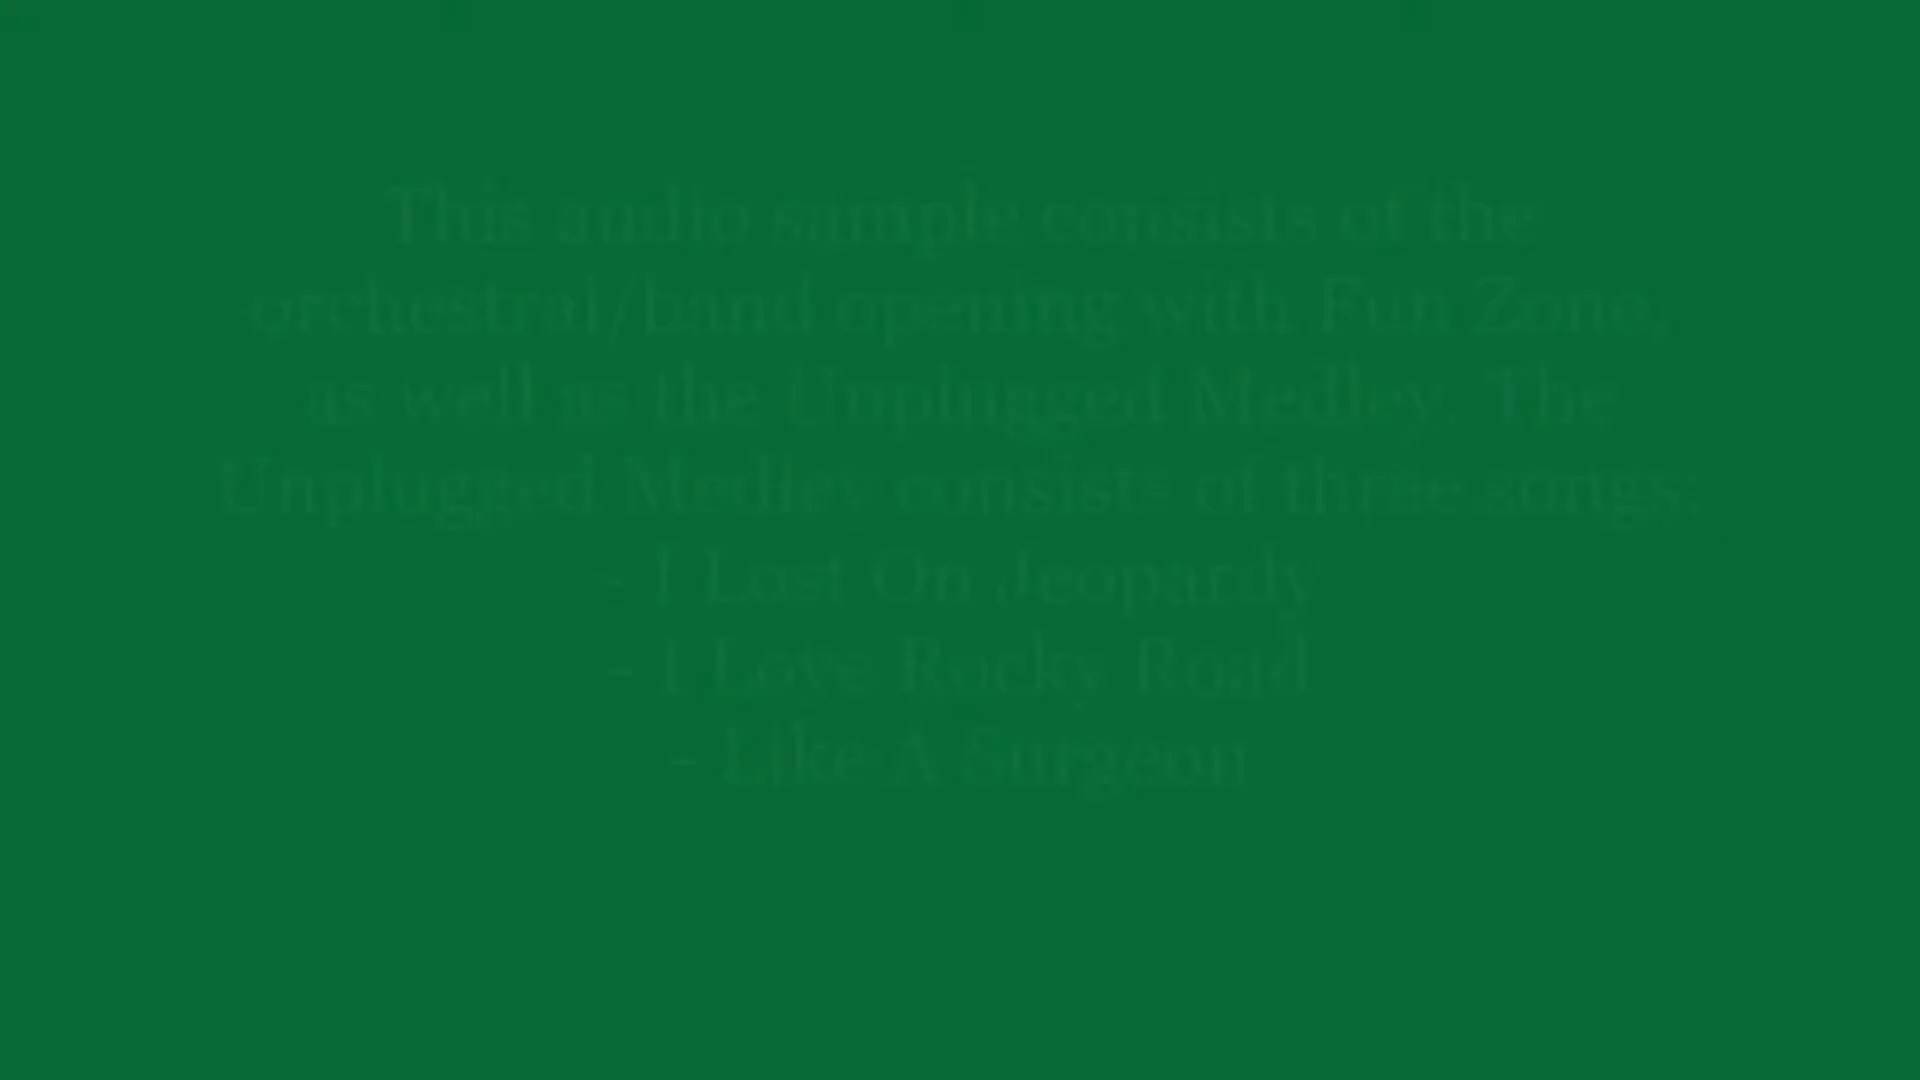 This audio sample consists of the
orchestral/band opening with Fun Zone,
as well as the Unplugged Medley. The
Unplugged Medley consists of three songs:
- I Lost On Jeopardy
- I Love Rocky Road
- Like A Surgeon